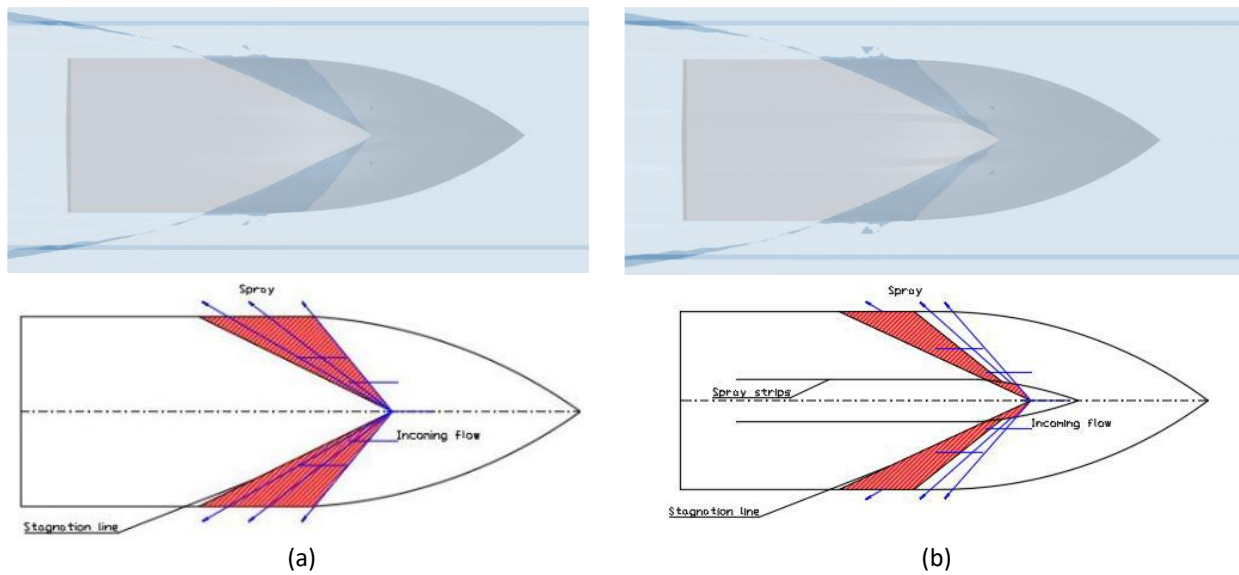 Spray
Incoming flow
Stagnation line
(a)
Spray
Spray strips
Incoming flow
Stagnation line
(b)